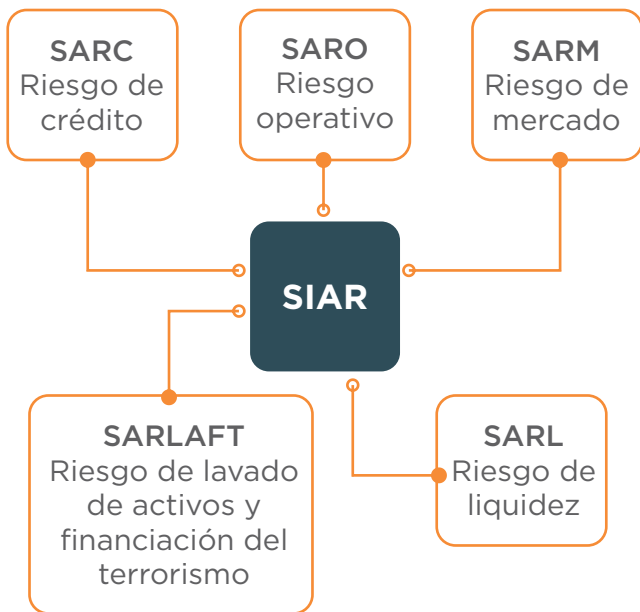 SARC
Riesgo de
crédito
SARO
Riesgo
operativo
SARM
Riesgo de
mercado
SIAR
SARLAFT
Riesgo de lavado
de activos y
financiación del
terrorismo
SARL
Riesgo de
liquidez